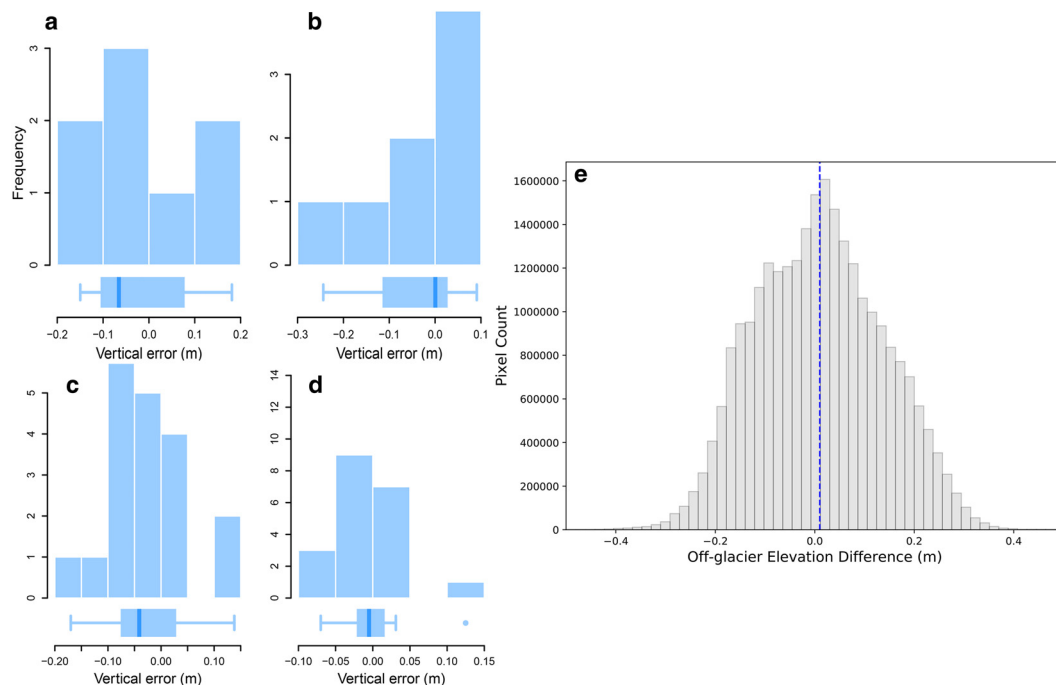 a
3
2
1
0
Frequency
−0.2 −0.1 0.0 0.1 0.2
Vertical error (m)
b
3
2
1
0
−0.3 −0.2 −0.1 0.0 0.1
Vertical error (m)
c
5
4
3
2
1
0
−0.20 −0.10 0.00 0.10
Vertical error (m)
d
14
12
10
8
6
4
2
0
−0.10 −0.05 0.00 0.05 0.10 0.15
Vertical error (m)
e
1600000
1400000
1200000
1000000
800000
600000
400000
200000
0
Pixel Count
−0.4 −0.2 0.0 0.2 0.4
Off-glacier Elevation Difference (m)